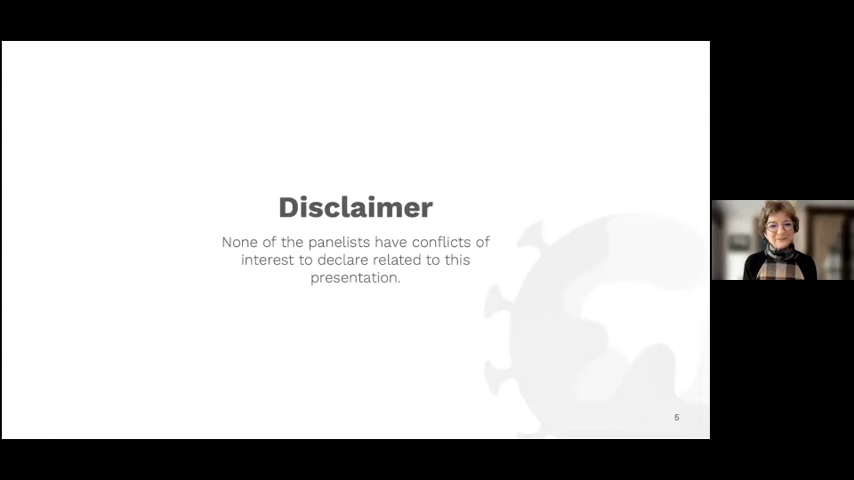 Disclaimer
None of the panelists have conflicts of
interest to declare related to this
presentation.
5